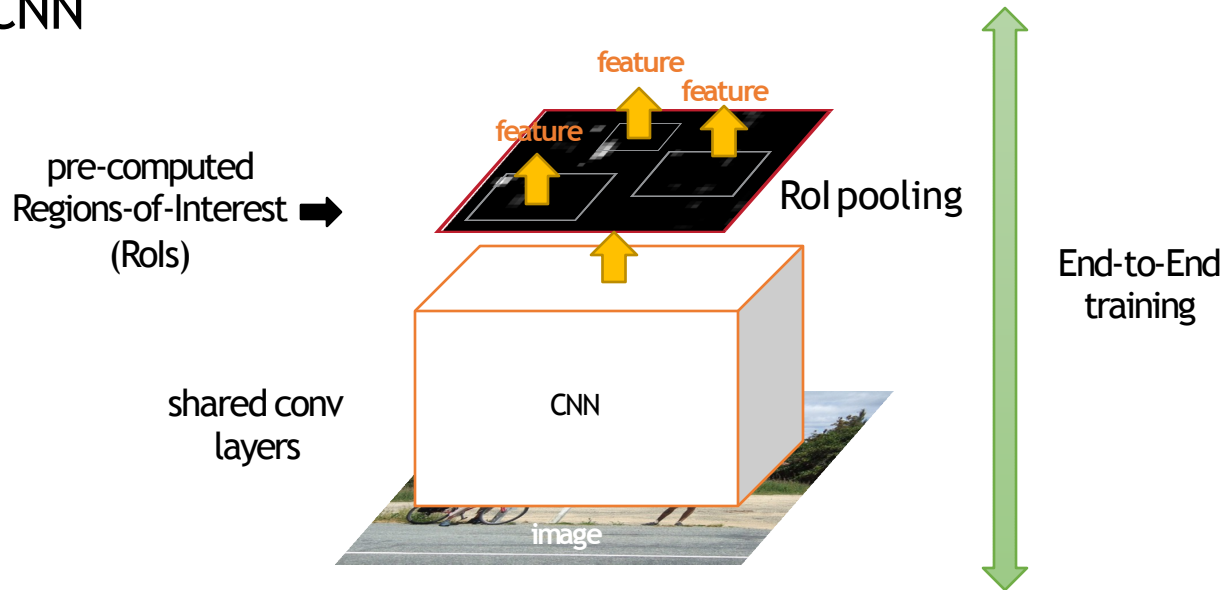 CNN
feature
feature
feature
pre-computed
Regions-of-Interest
(RoIs)
RoI pooling
End-to-End
training
shared conv
layers
CNN
image